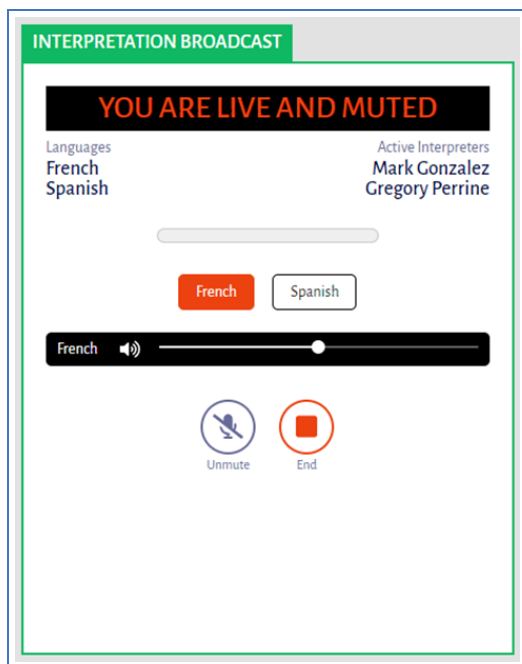 INTERPRETATION BROADCAST
YOU ARE LIVE AND MUTED
Languages
French
Spanish
Active Interpreters
Mark Gonzalez
Gregory Perrine
French
Spanish
French
Unmute
End